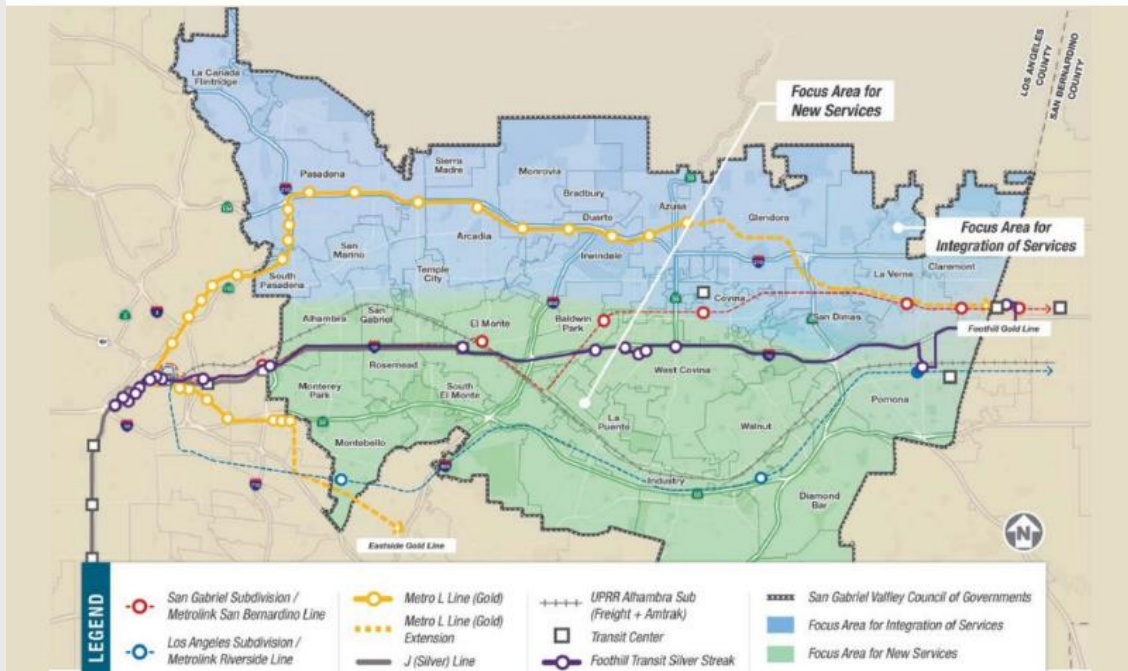 LOS ANGELES
COUNTY
SAN BERNARDINO
COUNTY
La Canada
Flintridge
Focus Area for
New Services
Pasadena
Sierra
Madre
Monrovia
Bradbury
Duarte
Azusa
Glendora
Focus Area for
Integration of Services
Arcadia
San
Marino
Temple
City
Irwindale
South
Pasadena
La Verne
Claremont
Covina
San Dimas
Foothill Gold Line
Alhambra
San
Gabriel
El Monte
Baldwin
Park
Rosemead
West Covina
Monterey
Park
South
El Monte
La
Puente
Walnut
Pomona
Montebello
Industry
Diamond
Bar
Eastside Gold Line
N
LEGEND
San Gabriel Subdivision /
Metrolink San Bernardino Line
Los Angeles Subdivision /
Metrolink Riverside Line
Metro L Line (Gold)
Metro L Line (Gold)
Extension
J (Silver) Line
UPRR Alhambra Sub
(Freight + Amtrak)
Transit Center
Foothill Transit Silver Streak
San Gabriel Valfley Council of Governments
Focus Area for Integration of Services
Focus Area for New Services